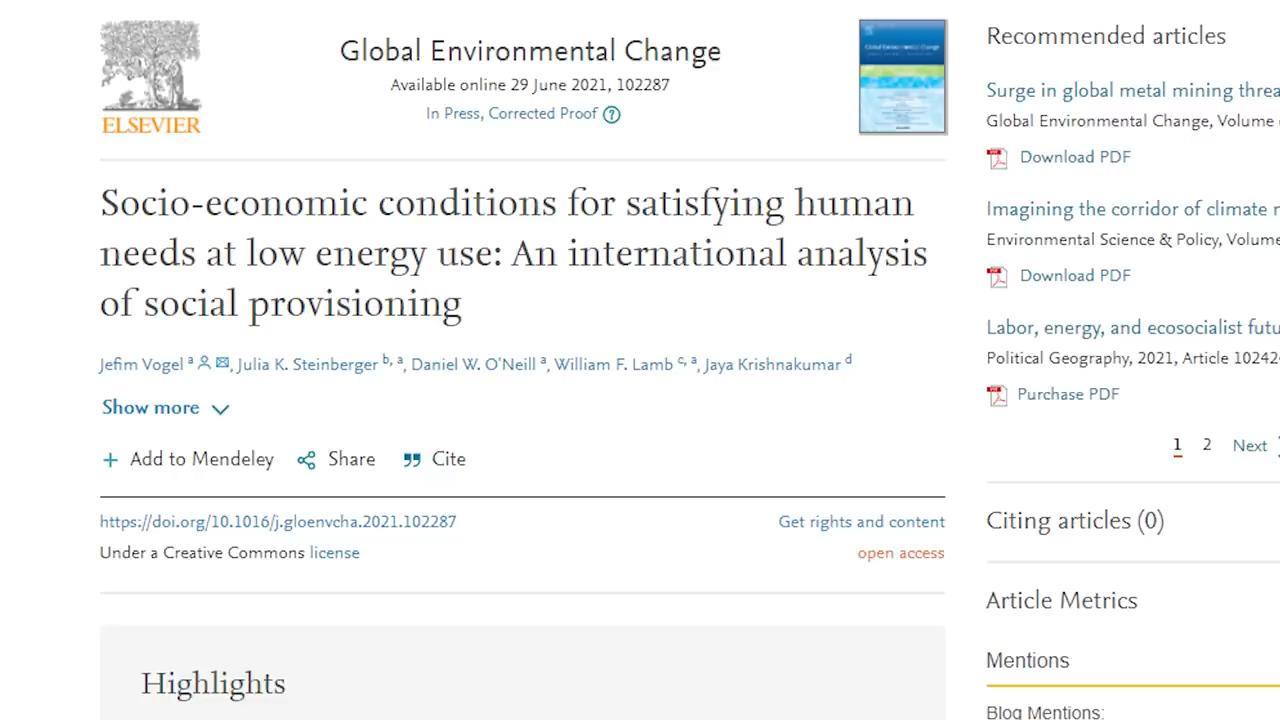 ELSEVIER
Global Environmental Change
Available online 29 June 2021, 102287
In Press, Corrected Proof ?
Socio-economic conditions for satisfying human
needs at low energy use: An international analysis
of social provisioning
Jefim Vogel a, Julia K. Steinberger b, a, Daniel W. O'Neill a, William F. Lamb c, a, Jaya Krishnakumar d
Show more
+ Add to Mendeley Share Cite
https://doi.org/10.1016/j.gloenvcha.2021.102287 Get rights and content
Under a Creative Commons license open access
Highlights
Recommended articles
Surge in global metal mining threa
Global Environmental Change, Volume
Download PDF
Imagining the corridor of climate
Environmental Science & Policy, Volume
Download PDF
Labor, energy, and ecosocialist futu
Political Geography, 2021, Article 10242
Purchase PDF
1 2 Next
Citing articles (0)
Article Metrics
Mentions
Blog Mentions: